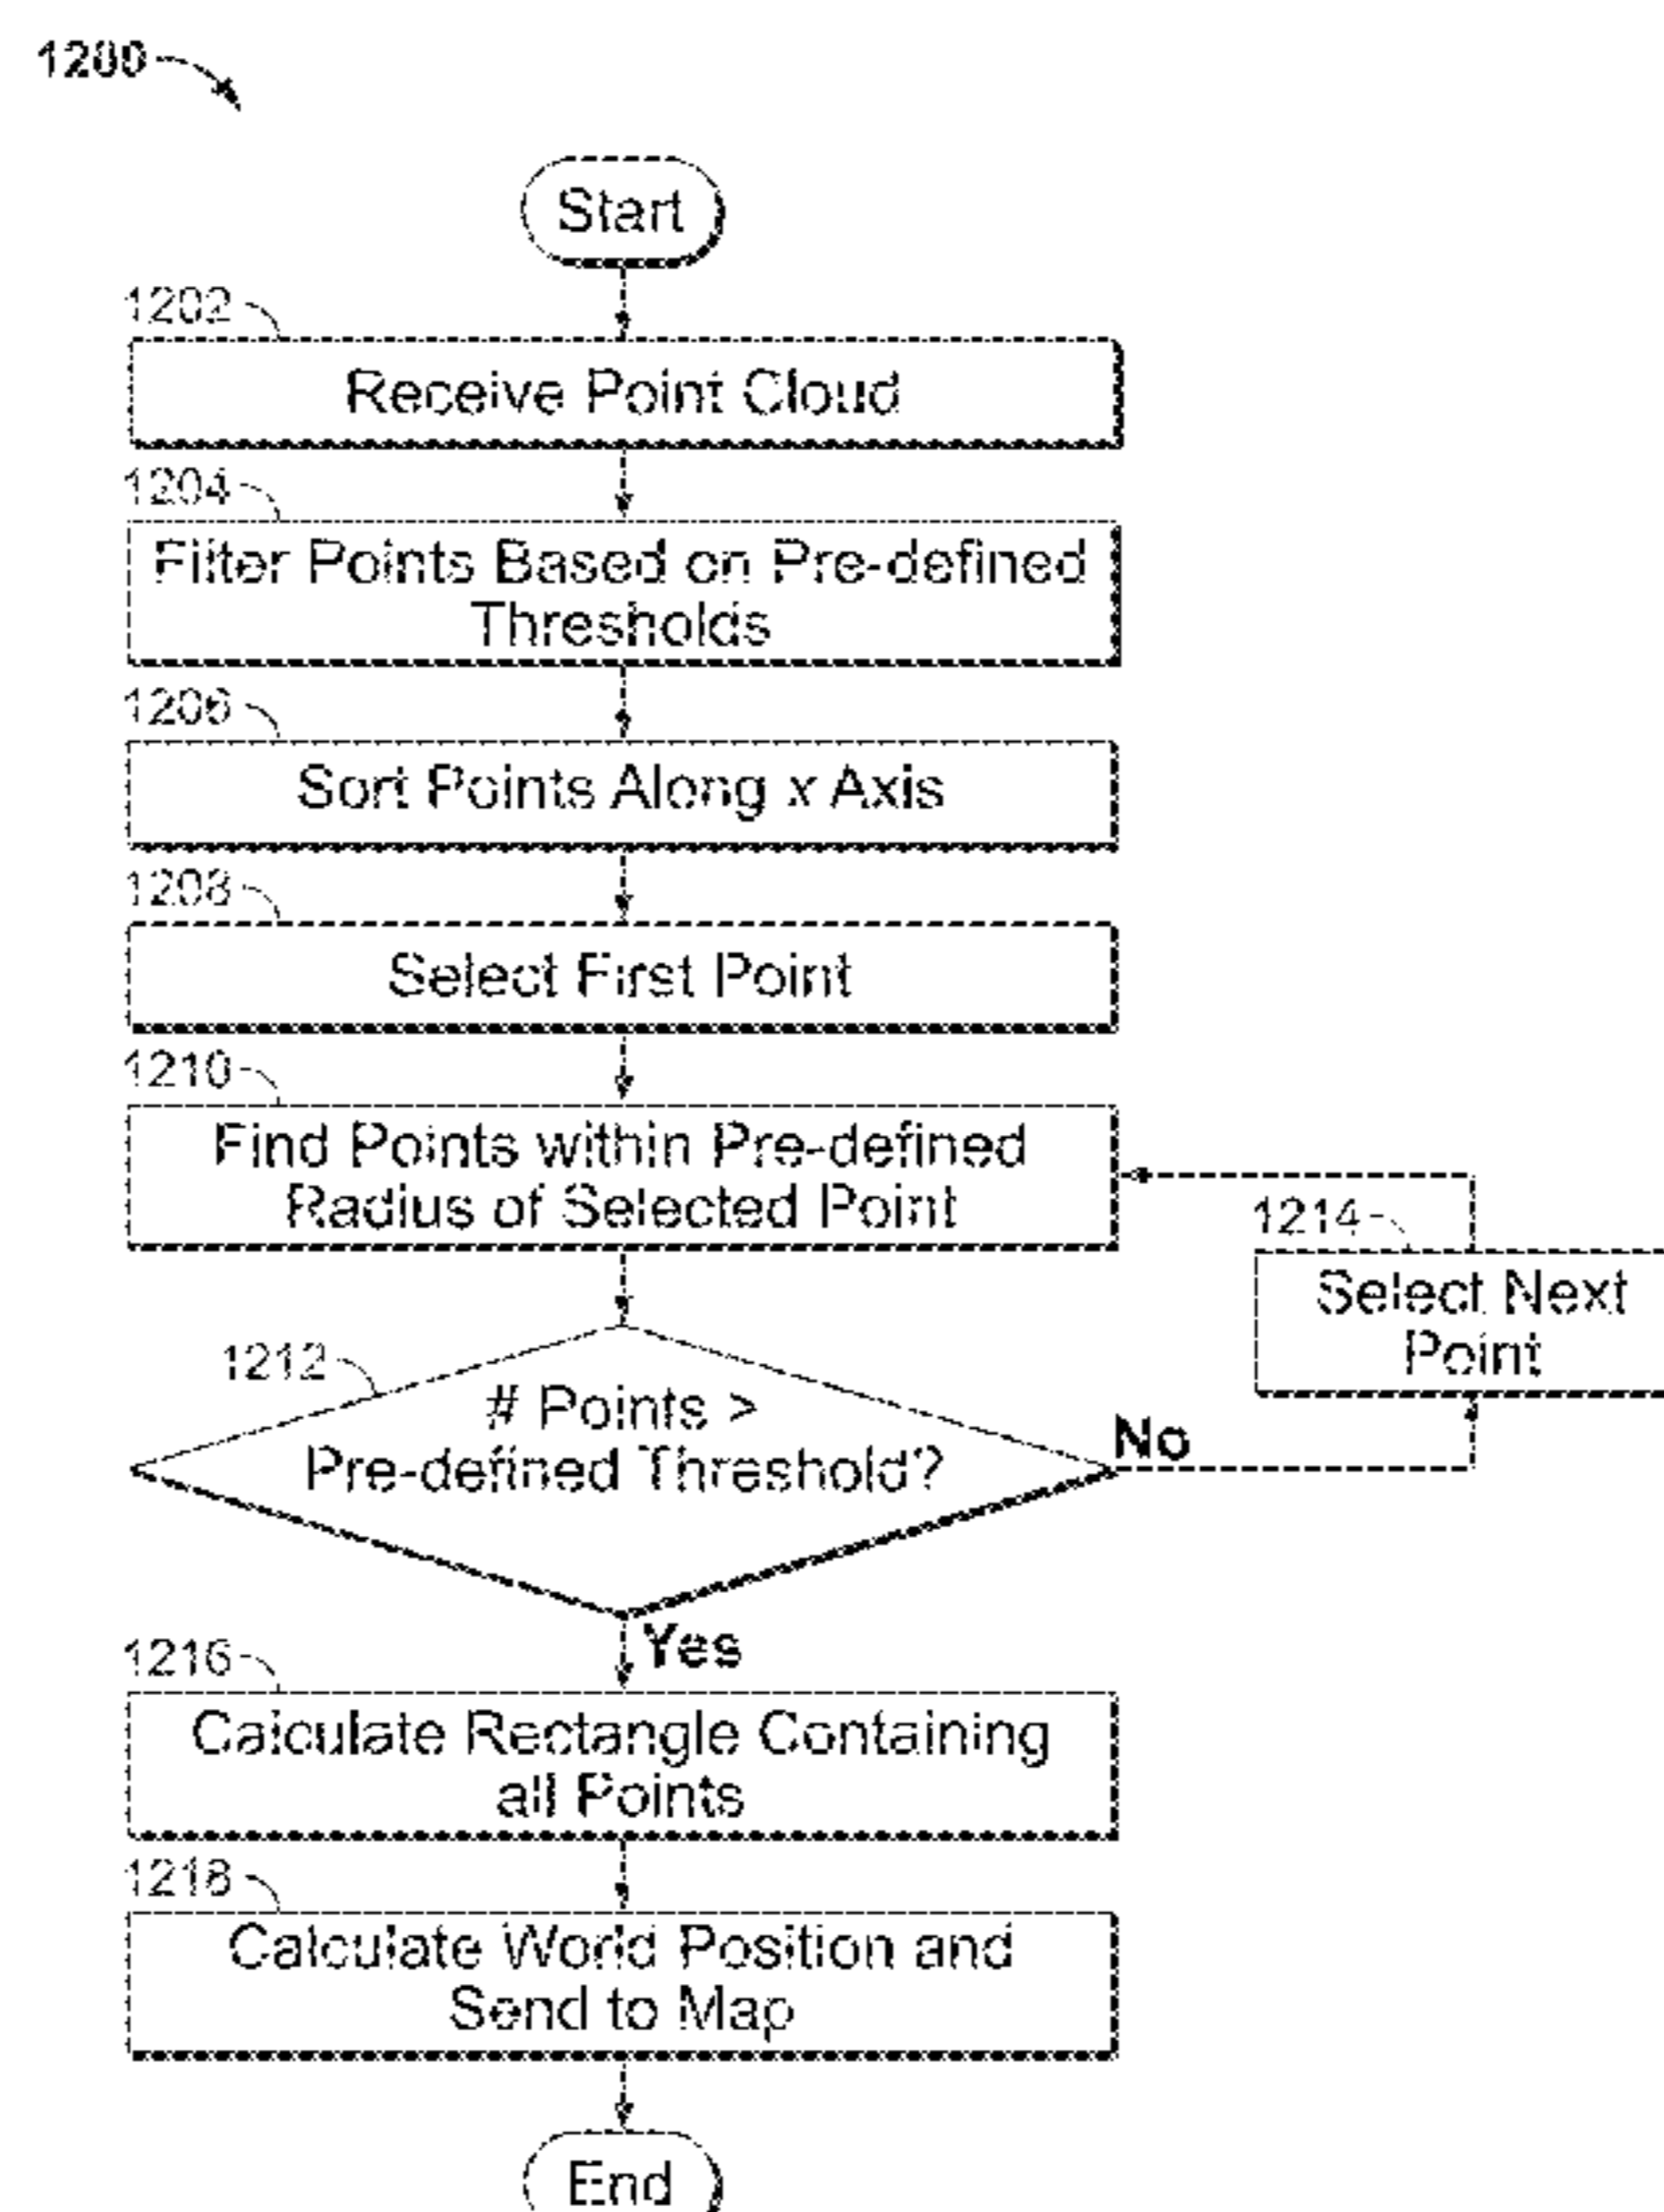 1200
Start
1202
Receive Point Cloud
1204
Filter Points Based on Pre-defined
Thresholds
1206
Sort Points Along x Axis
1208
Select First Point
1210
Find Points within Pre-defined
Radius of Selected Point
1212
# Points >
Pre-defined Threshold?
No
1214
Select Next
Point
Yes
1216
Calculate Rectangle Containing
all Points
1218
Calculate World Position and
Send to Map
End